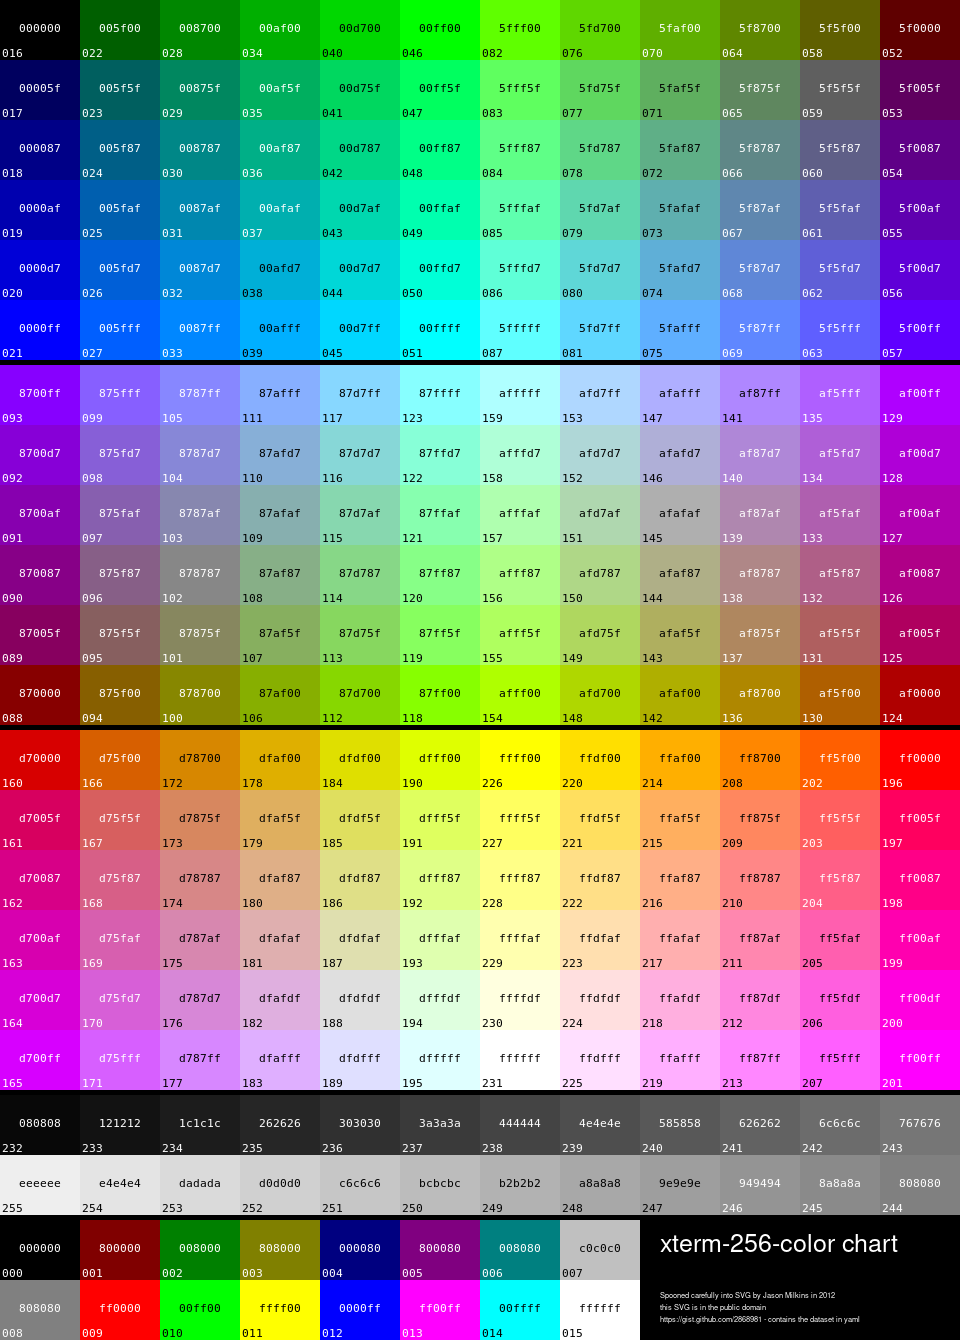 000000 005f00 008700 00af00 00d700 00ff00 5fff00 5fd700 5faf00 5f8700 5f5f00 5f0000
016 022 028 034 040 046 082 076 070 064 058 052
00005f 005f5f 00875f 00af5f 00d75f 00ff5f 5fff5f 5fd75f 5faf5f 5f875f 5f5f5f 5f005f
017 023 029 035 041 047 083 077 071 065 059 053
000087 005f87 008787 00af87 00d787 00ff87 5fff87 5fd787 5faf87 5f8787 5f5f87 5f0087
018 024 030 036 042 048 084 078 072 066 060 054
0000af 005faf 0087af 00afaf 00d7af 00ffaf 5fffaf 5fd7af 5fafaf 5f87af 5f5faf 5f00af
019 025 031 037 043 049 085 079 073 067 061 055
0000d7 005fd7 0087d7 00afd7 00d7d7 00ffd7 5fffd7 5fd7d7 5fafd7 5f87d7 5f5fd7 5f00d7
020 026 032 038 044 050 086 080 074 068 062 056
0000ff 005fff 0087ff 00afff 00d7ff 00ffff 5fffff 5fd7ff 5fafff 5f87ff 5f5fff 5f00ff
021 027 033 039 045 051 087 081 075 069 063 057
8700ff 875fff 8787ff 87afff 87d7ff 87ffff afffff afd7ff afafff af87ff af5fff af00ff
093 099 105 111 117 123 159 153 147 141 135 129
8700d7 875fd7 8787d7 87afd7 87d7d7 87ffd7 afffd7 afd7d7 afafd7 af87d7 af5fd7 af00d7
092 098 104 110 116 122 158 152 146 140 134 128
8700af 875faf 8787af 87afaf 87d7af 87ffaf afffaf afd7af afafaf af87af af5faf af00af
091 097 103 109 115 121 157 151 145 139 133 127
870087 875f87 878787 87af87 87d787 87ff87 afff87 afd787 afaf87 af8787 af5f87 af0087
090 096 102 108 114 120 156 150 144 138 132 126
87005f 875f5f 87875f 87af5f 87d75f 87ff5f afff5f afd75f afaf5f af875f af5f5f af005f
089 095 101 107 113 119 155 149 143 137 131 125
870000 875f00 878700 87af00 87d700 87ff00 afff00 afd700 afaf00 af8700 af5f00 af0000
088 094 100 106 112 118 154 148 142 136 130 124
d70000 d75f00 d78700 dfaf00 dfdf00 dfff00 ffff00 ffdf00 ffaf00 ff8700 ff5f00 ff0000
160 166 172 178 184 190 226 220 214 208 202 196
d7005f d75f5f d7875f dfaf5f dfdf5f dfff5f ffff5f ffdf5f ffaf5f ff875f ff5f5f ff005f
161 167 173 179 185 191 227 221 215 209 203 197
d70087 d75f87 d78787 dfaf87 dfdf87 dfff87 ffff87 ffdf87 ffaf87 ff8787 ff5f87 ff0087
162 168 174 180 186 192 228 222 216 210 204 198
d700af d75faf d787af dfafaf dfdfaf dfffaf ffffaf ffdfaf ffafaf ff87af ff5faf ff00af
163 169 175 181 187 193 229 223 217 211 205 199
d700d7 d75fd7 d787d7 dfafdf dfdfdf dfffdf ffffdf ffdfdf ffafdf ff87df ff5fdf ff00df
164 170 176 182 188 194 230 224 218 212 206 200
d700ff d75fff d787ff dfafff dfdfff dfffff ffffff ffdfff ffafff ff87ff ff5fff ff00ff
165 171 177 183 189 195 231 225 219 213 207 201
080808 121212 1c1c1c 262626 303030 3a3a3a 444444 4e4e4e 585858 626262 6c6c6c 767676
232 233 234 235 236 237 238 239 240 241 242 243
eeeeee e4e4e4 dadada d0d0d0 c6c6c6 bcbcbc b2b2b2 a8a8a8 9e9e9e 949494 8a8a8a 808080
255 254 253 252 251 250 249 248 247 246 245 244
000000 800000 008000 808000 000080 800080 008080 c0c0c0
000 001 002 003 004 005 006 007
808080 ff0000 00ff00 ffff00 0000ff ff00ff 00ffff ffffff
008 009 010 011 012 013 014 015
xterm-256-color chart
Spooned carefully into SVG by Jason Milkins in 2012
this SVG is in the public domain
https://gist.github.com/2868981 - contains the dataset in yaml